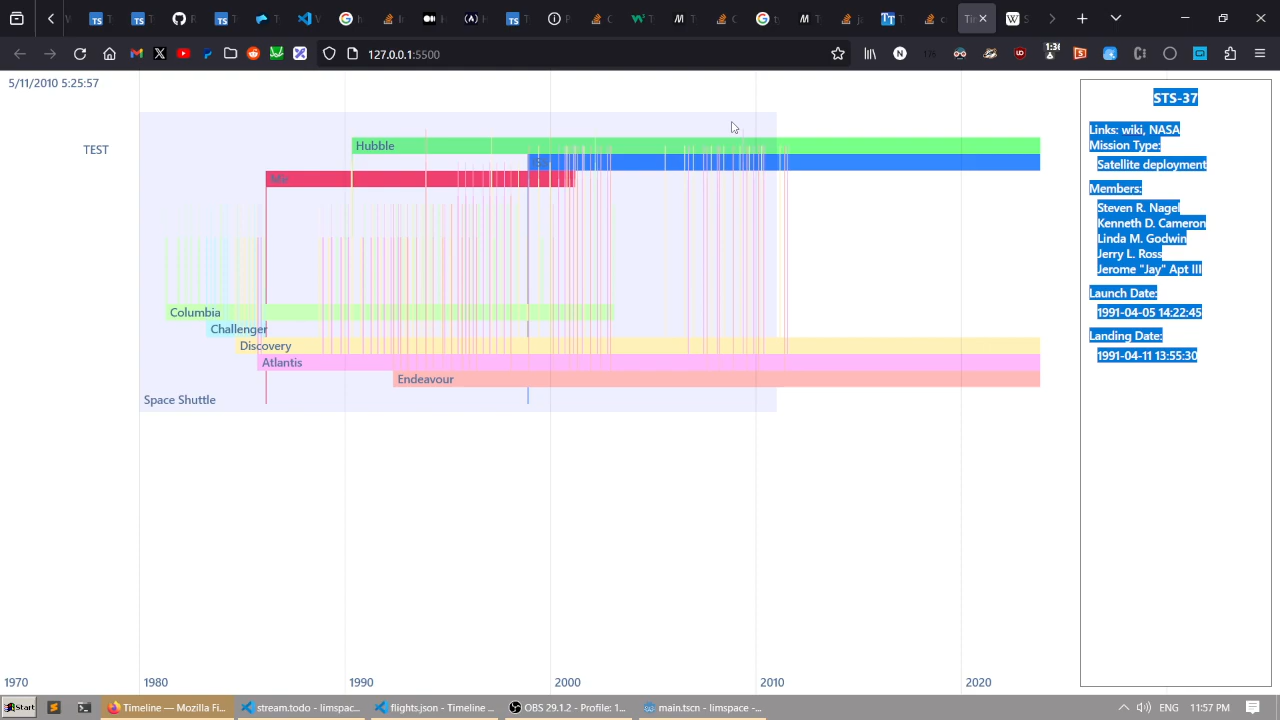 127.0.0.1:5500
1:36
5/11/2010 5:25:57
TEST
Hubble
Mir
Columbia
Challenger
Discovery
Atlantis
Endeavour
Space Shuttle
1970
1980
1990
2000
2010
2020
STS-37
Links: wiki, NASA
Mission Type:
Satellite deployment
Members:
Steven R. Nagel
Kenneth D. Cameron
Linda M. Godwin
Jerry L. Ross
Jerome "Jay" Apt III
Launch Date:
1991-04-05 14:22:45
Landing Date:
1991-04-11 13:55:30
Start
Timeline — Mozilla Fi...
stream.todo - limspac...
flights.json - Timeline ...
OBS 29.1.2 - Profile: 1...
main.tscn - limspace -...
ENG
11:57 PM